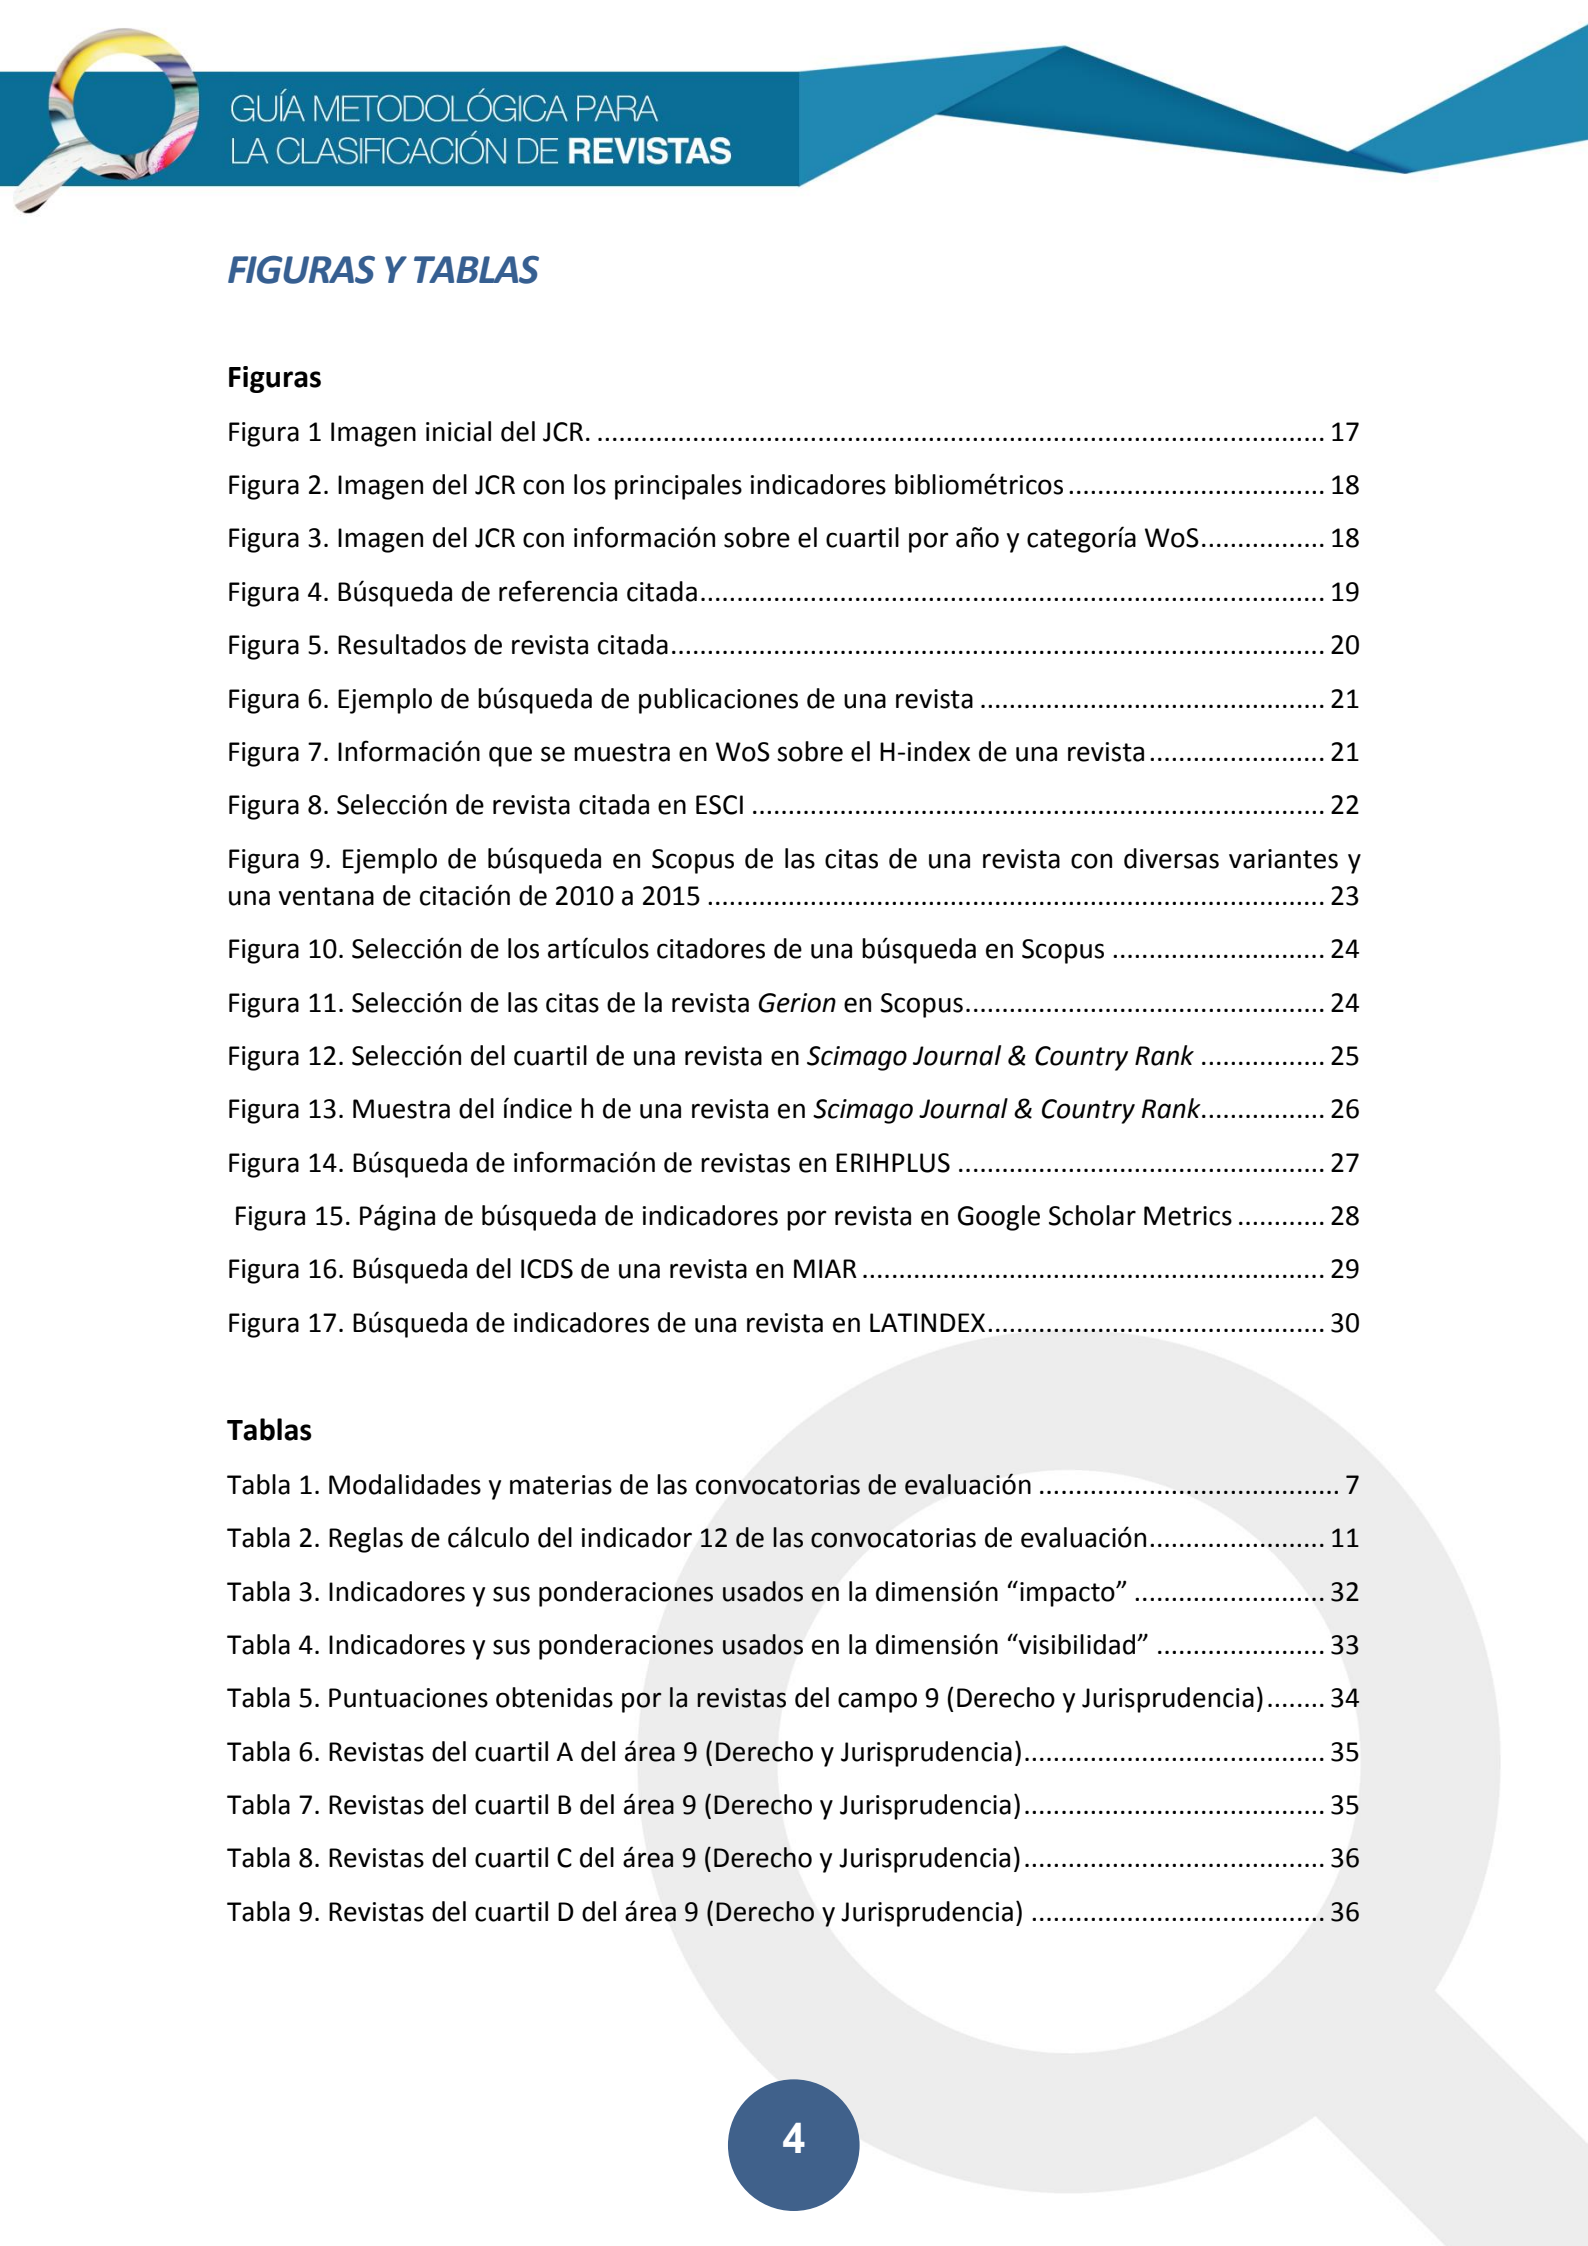 GUÍA METODOLÓGICA PARA
LA CLASIFICACIÓN DE REVISTAS
FIGURAS Y TABLAS
Figuras
Figura 1 Imagen inicial del JCR. .................................................................................................... 17
Figura 2. Imagen del JCR con los principales indicadores bibliométricos ................................... 18
Figura 3. Imagen del JCR con información sobre el cuartil por año y categoría WoS ................. 18
Figura 4. Búsqueda de referencia citada ...................................................................................... 19
Figura 5. Resultados de revista citada .......................................................................................... 20
Figura 6. Ejemplo de búsqueda de publicaciones de una revista ............................................... 21
Figura 7. Información que se muestra en WoS sobre el H-index de una revista ........................ 21
Figura 8. Selección de revista citada en ESCI ............................................................................... 22
Figura 9. Ejemplo de búsqueda en Scopus de las citas de una revista con diversas variantes y
una ventana de citación de 2010 a 2015 ..................................................................................... 23
Figura 10. Selección de los artículos citadores de una búsqueda en Scopus ............................. 24
Figura 11. Selección de las citas de la revista Gerion en Scopus ................................................. 24
Figura 12. Selección del cuartil de una revista en Scimago Journal & Country Rank ................. 25
Figura 13. Muestra del índice h de una revista en Scimago Journal & Country Rank ................. 26
Figura 14. Búsqueda de información de revistas en ERIHPLUS .................................................. 27
Figura 15. Página de búsqueda de indicadores por revista en Google Scholar Metrics ............ 28
Figura 16. Búsqueda del ICDS de una revista en MIAR ............................................................... 29
Figura 17. Búsqueda de indicadores de una revista en LATINDEX .............................................. 30
Tablas
Tabla 1. Modalidades y materias de las convocatorias de evaluación ......................................... 7
Tabla 2. Reglas de cálculo del indicador 12 de las convocatorias de evaluación ........................ 11
Tabla 3. Indicadores y sus ponderaciones usados en la dimensión “impacto” .......................... 32
Tabla 4. Indicadores y sus ponderaciones usados en la dimensión “visibilidad” ....................... 33
Tabla 5. Puntuaciones obtenidas por la revistas del campo 9 (Derecho y Jurisprudencia) ........ 34
Tabla 6. Revistas del cuartil A del área 9 (Derecho y Jurisprudencia) ......................................... 35
Tabla 7. Revistas del cuartil B del área 9 (Derecho y Jurisprudencia) ......................................... 35
Tabla 8. Revistas del cuartil C del área 9 (Derecho y Jurisprudencia) ......................................... 36
Tabla 9. Revistas del cuartil D del área 9 (Derecho y Jurisprudencia) ........................................ 36
4